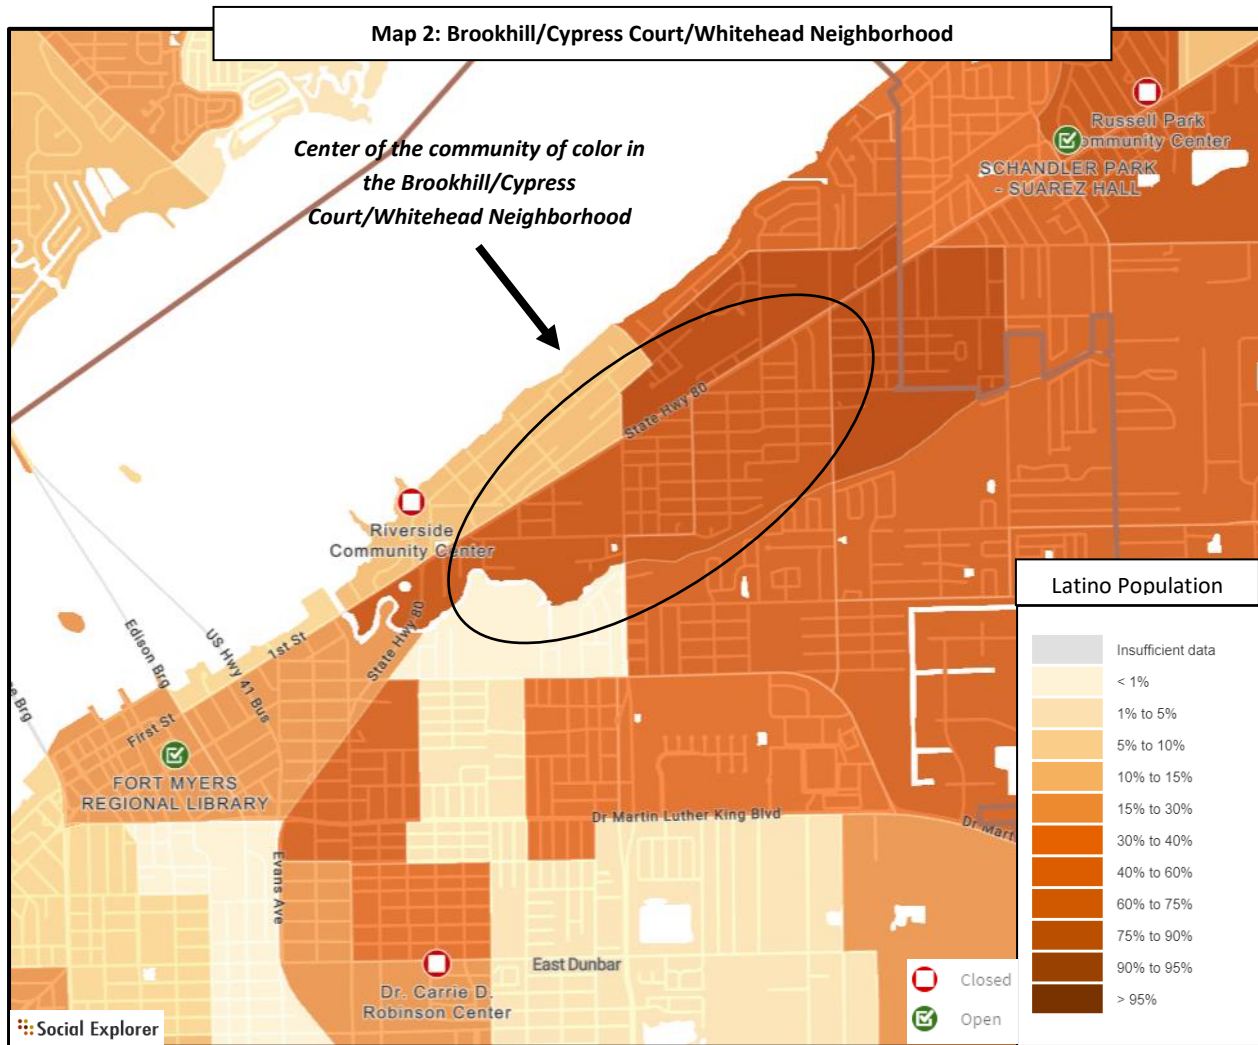 Map 2: Brookhill/Cypress Court/Whitehead Neighborhood
Center of the community of color in
the Brookhill/Cypress
Court/Whitehead Neighborhood
Russell Park
Community Center
SCHANDLER PARK
- SUAREZ HALL
State Hwy 80
Riverside
Community Center
State Hwy 80
1st St
US Hwy 41 Bus
Edison Brg
e Brg
First St
FORT MYERS
REGIONAL LIBRARY
Evans Ave
Dr Martin Luther King Blvd
Dr Mart
East Dunbar
Dr. Carrie D.
Robinson Center
Latino Population
Insufficient data
< 1%
1% to 5%
5% to 10%
10% to 15%
15% to 30%
30% to 40%
40% to 60%
60% to 75%
75% to 90%
90% to 95%
> 95%
Closed
Open
Social Explorer